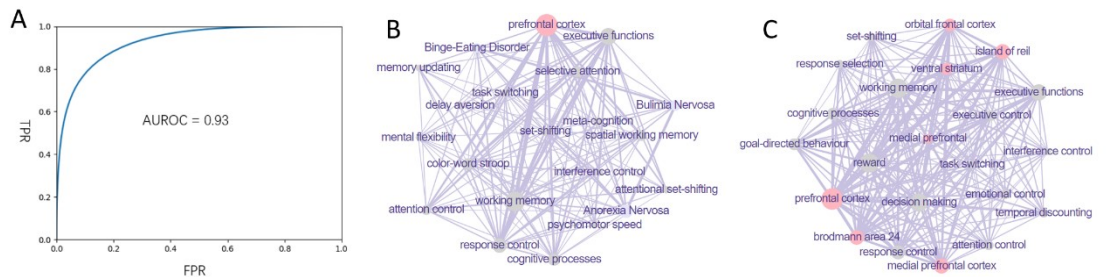 A
1.0
0.8
0.6
0.4
0.2
0.0
TPR
AUROC = 0.93
0.0 0.2 0.4 0.6 0.8 1.0
FPR
B
prefrontal cortex
executive functions
Binge-Eating Disorder
memory updating
selective attention
task switching
delay aversion
Bulimia Nervosa
meta-cognition
mental flexibility
set-shifting
spatial working memory
color-word stroop
interference control
attentional set-shifting
working memory
attention control
Anorexia Nervosa
psychomotor speed
response control
cognitive processes
C
orbital frontal cortex
set-shifting
island of reil
response selection
ventral striatum
working memory
executive functions
cognitive processes
executive control
medial prefrontal
goal-directed behaviour
interference control
reward
task switching
prefrontal cortex
emotional control
decision making
temporal discounting
brodmann area 24
attention control
response control
medial prefrontal cortex